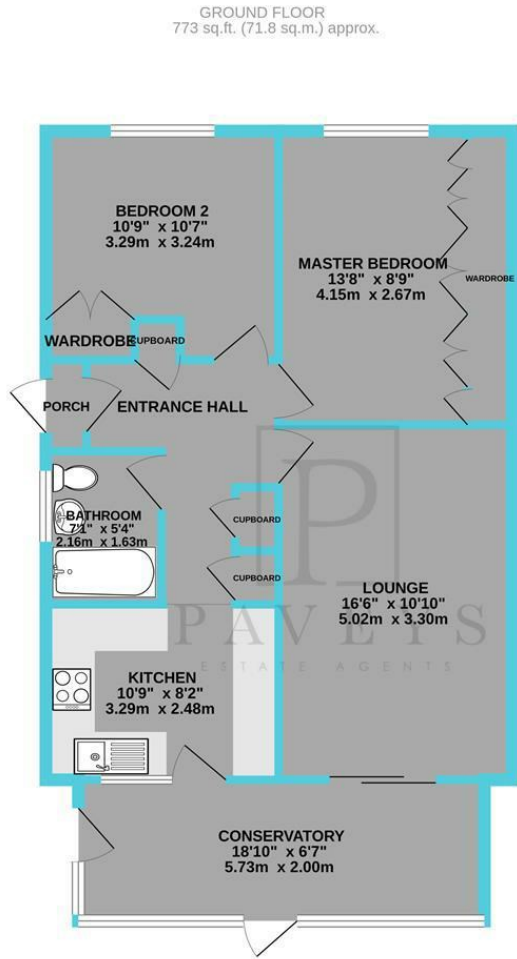 GROUND FLOOR
773 sq.ft. (71.8 sq.m.) approx.
BEDROOM 2
10'9" x 10'7"
3.29m x 3.24m
MASTER BEDROOM
13'8" x 8'9"
4.15m x 2.67m
WARDROBE
WARDROBE
CUPBOARD
PORCH
ENTRANCE HALL
BATHROOM
7'1" x 5'4"
2.16m x 1.63m
CUPBOARD
CUPBOARD
LOUNGE
16'6" x 10'10"
5.02m x 3.30m
P
PAVEYS
ESTATE AGENTS
KITCHEN
10'9" x 8'2"
3.29m x 2.48m
CONSERVATORY
18'10" x 6'7"
5.73m x 2.00m